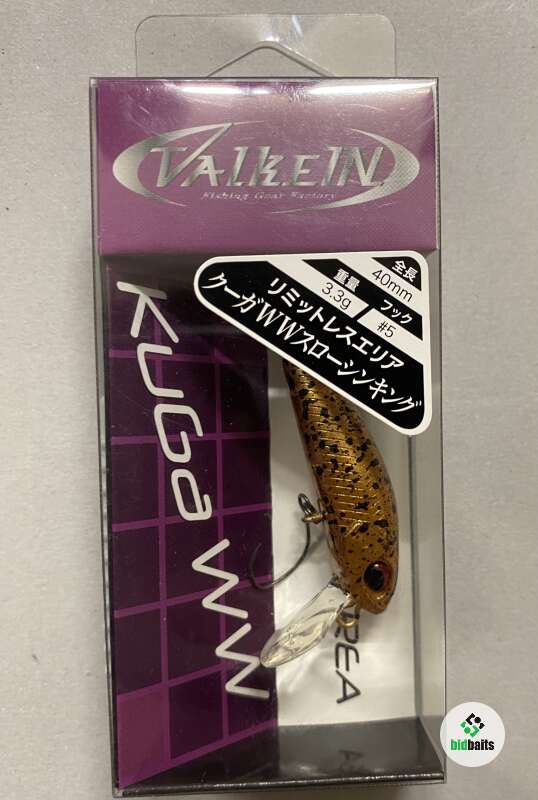 VALKEIN
Fishing Gear Factory
全長
40mm
重量
3.3g
フック
#5
リミットレスエリア
クーガWWスローシンキング
KUGa WW
AREA
bidbaits